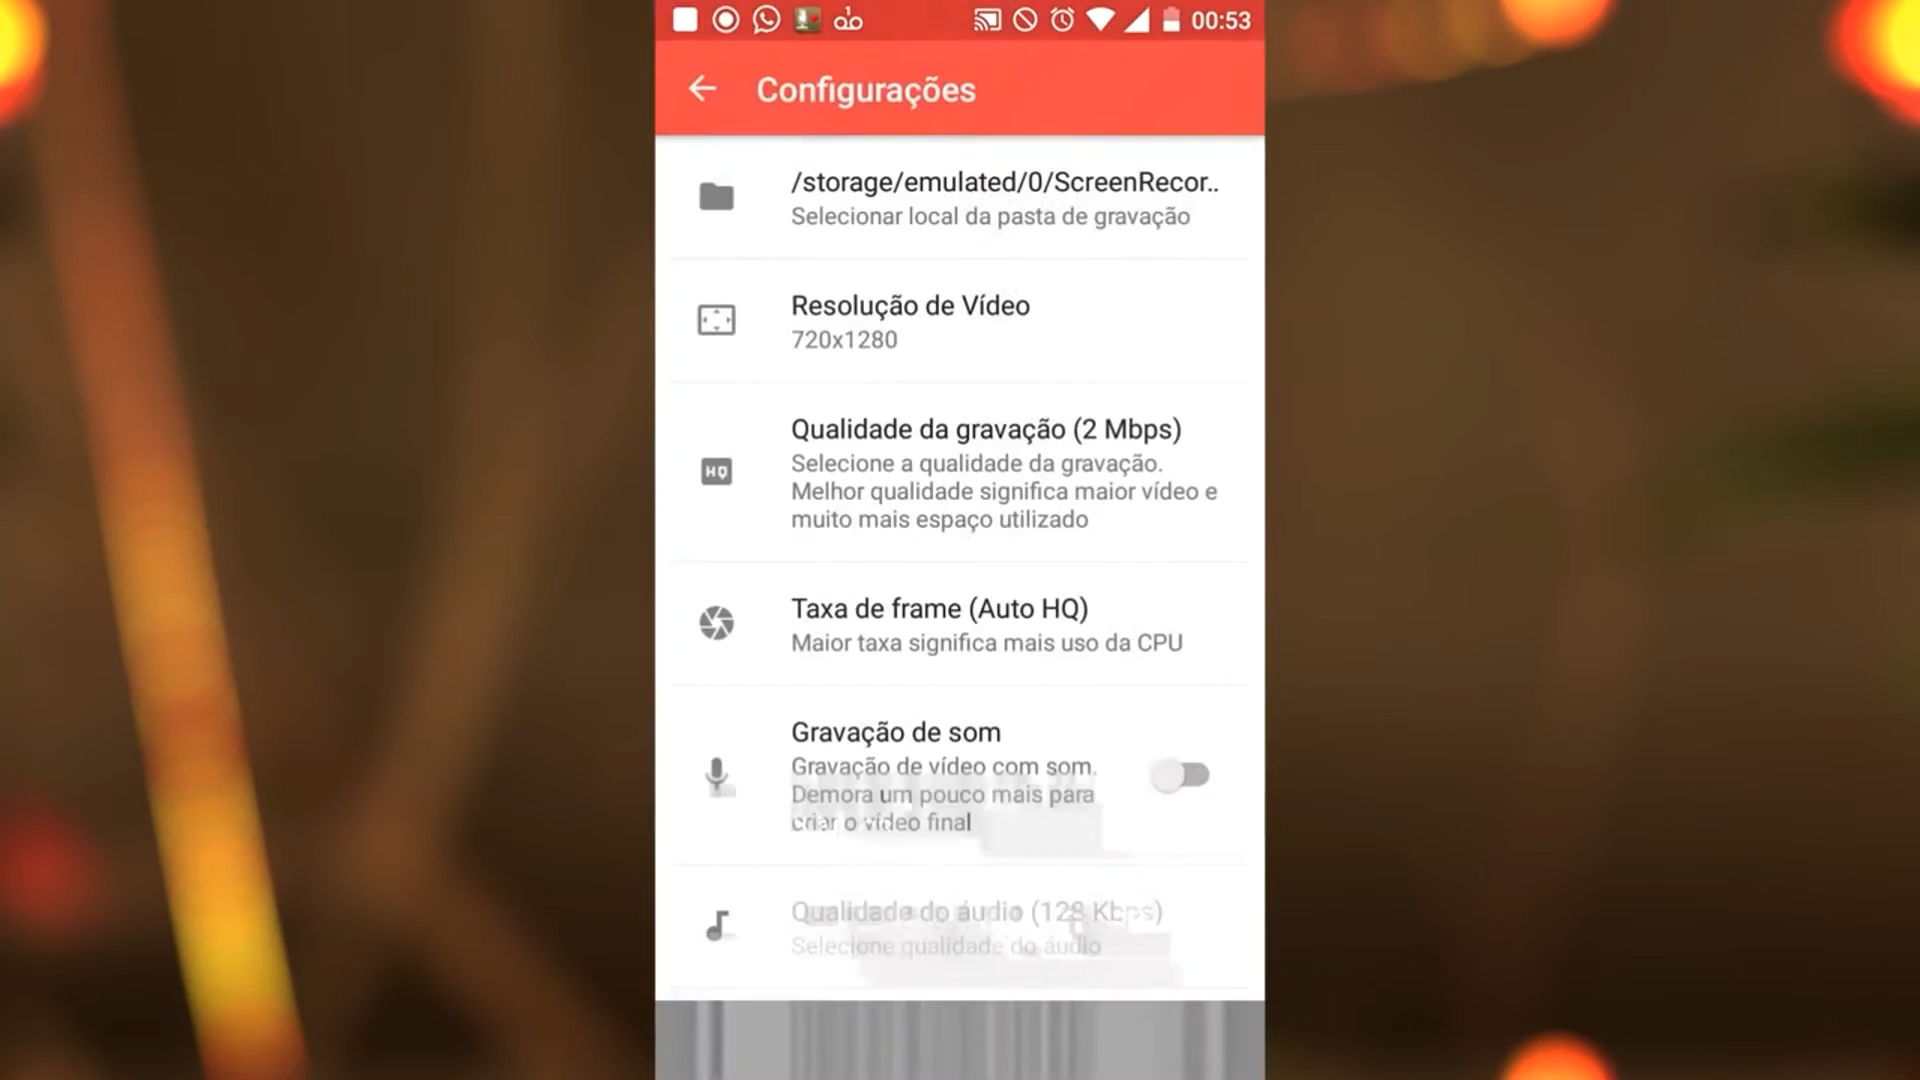 00:53
Configurações
/storage/emulated/0/ScreenRecor..
Selecionar local da pasta de gravação
Resolução de Vídeo
720x1280
HQ
Qualidade da gravação (2 Mbps)
Selecione a qualidade da gravação.
Melhor qualidade significa maior vídeo e
muito mais espaço utilizado
Taxa de frame (Auto HQ)
Maior taxa significa mais uso da CPU
Gravação de som
Gravação de vídeo com som.
Demora um pouco mais para
criar o vídeo final
Qualidade do áudio (128 Kbps)
Selecione qualidade do áudio